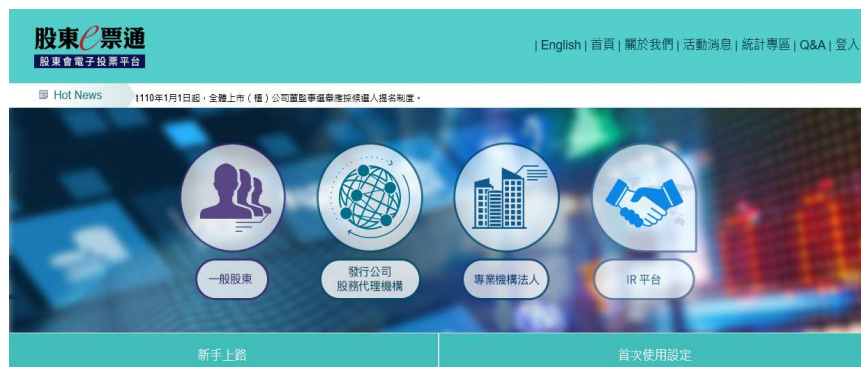 股東e票通
股東會電子投票平台
| English | 首頁 | 關於我們 | 活動消息 | 統計專區 | Q&A | 登入
Hot News
110年1月1日起，全體上市（櫃）公司董監事選舉應採候選人提名制度。
一般股東
發行公司
股務代理機構
專業機構法人
IR 平台
新手上路
首次使用設定